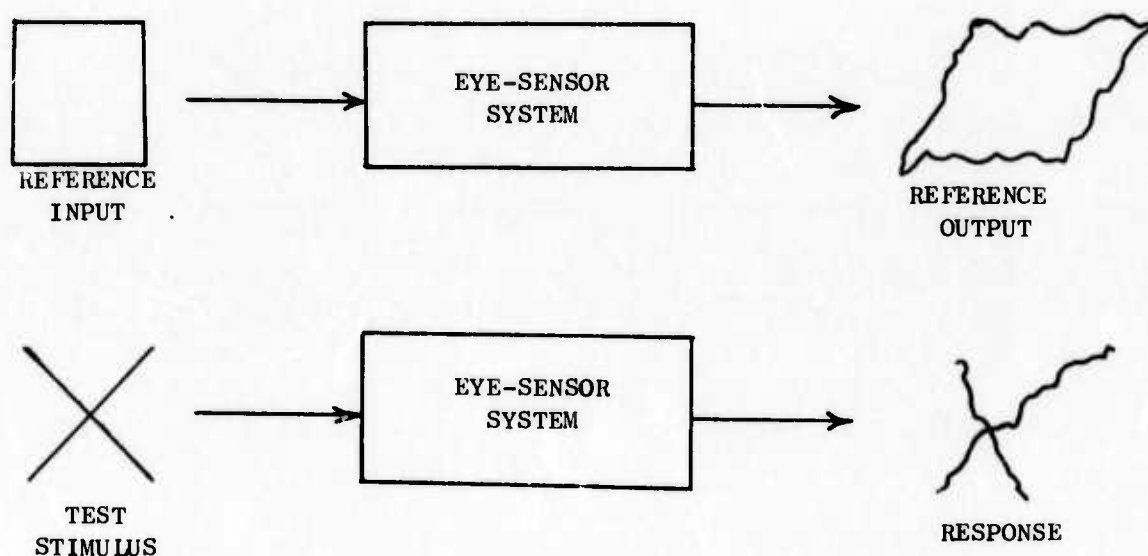 EYE-SENSOR
SYSTEM
REFERENCE
INPUT
REFERENCE
OUTPUT
EYE-SENSOR
SYSTEM
TEST
STIMULUS
RESPONSE